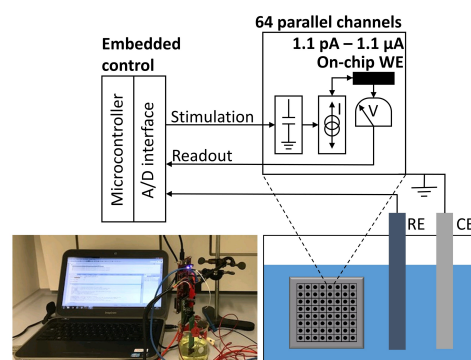 64 parallel channels
1.1 pA – 1.1 µA
On-chip WE
Embedded
control
Microcontroller
A/D interface
Stimulation
I
V
Readout
RE
CE